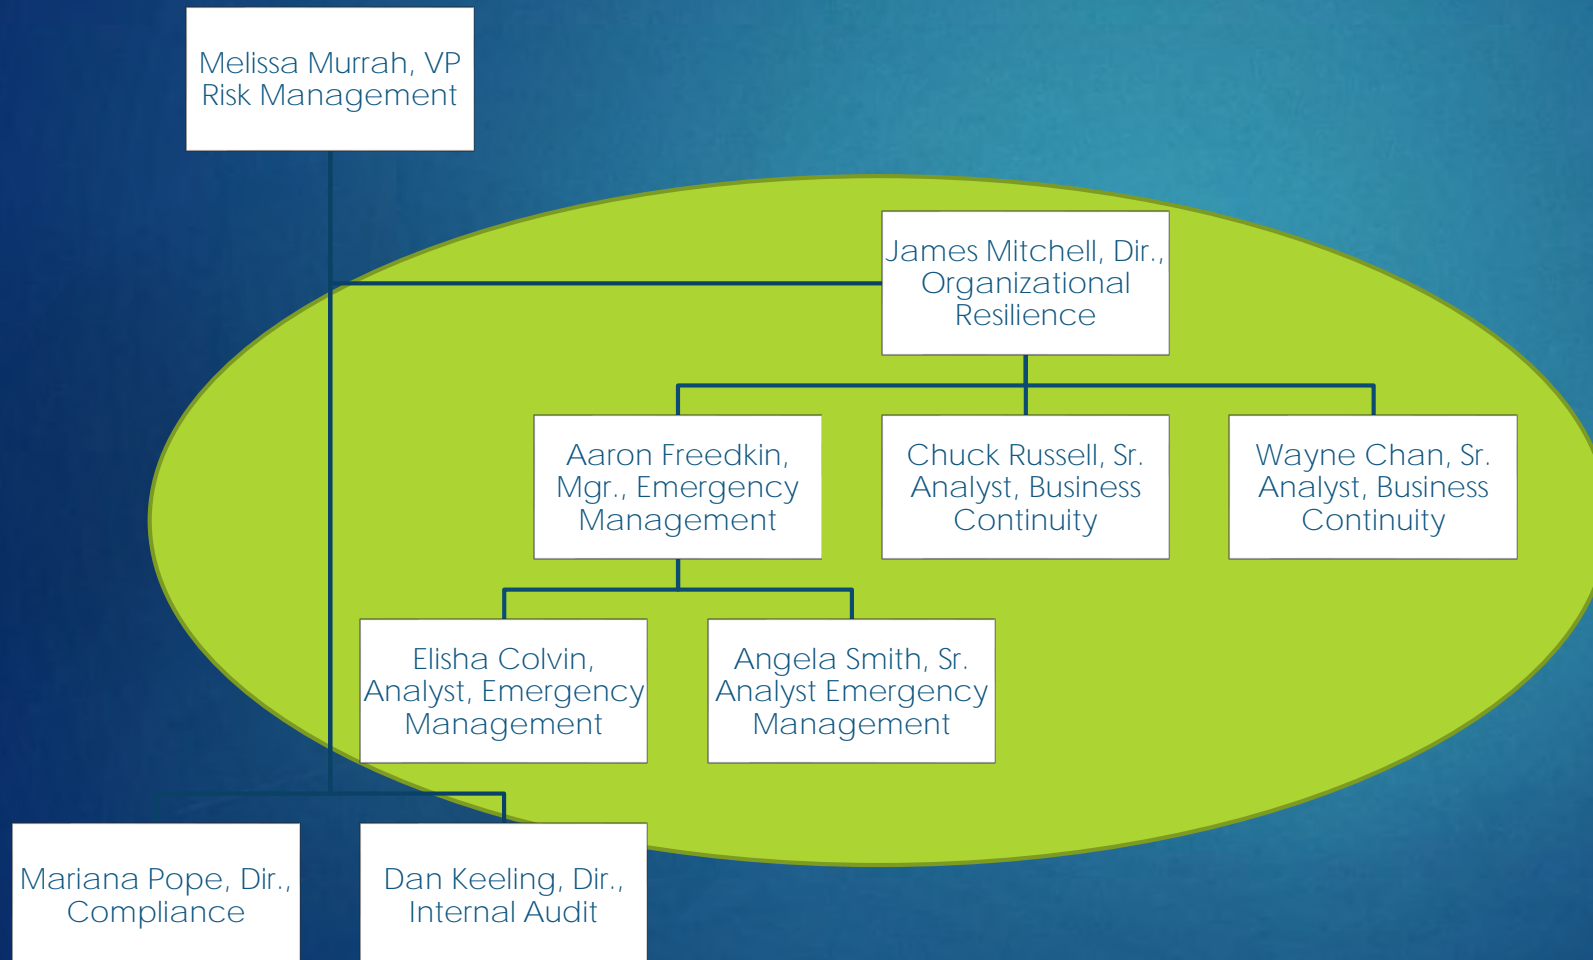 Melissa Murrah, VP
Risk Management
James Mitchell, Dir.,
Organizational
Resilience
Aaron Freedkin,
Mgr., Emergency
Management
Chuck Russell, Sr.
Analyst, Business
Continuity
Wayne Chan, Sr.
Analyst, Business
Continuity
Elisha Colvin,
Analyst, Emergency
Management
Angela Smith, Sr.
Analyst Emergency
Management
Mariana Pope, Dir.,
Compliance
Dan Keeling, Dir.,
Internal Audit